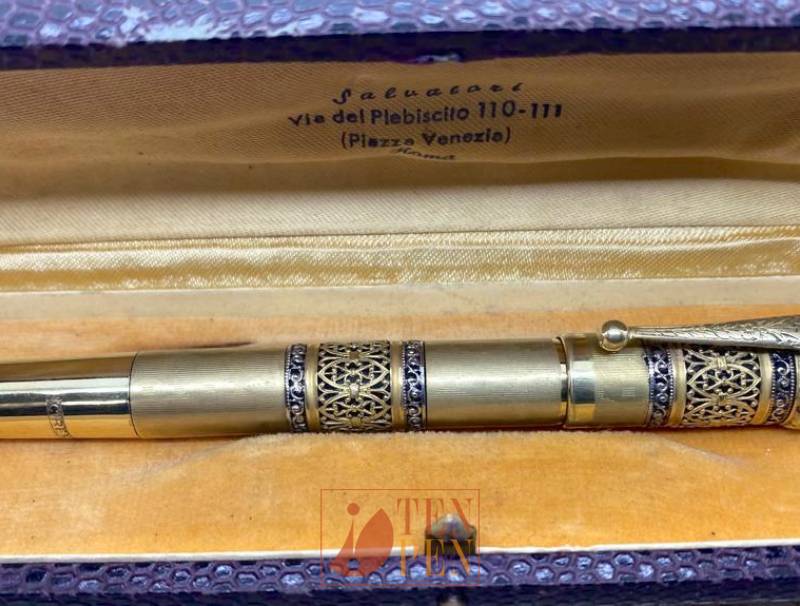 Salvatori
Via del Plebiscito 110-111
(Piazza Venezia)
Roma
TEN
PEN